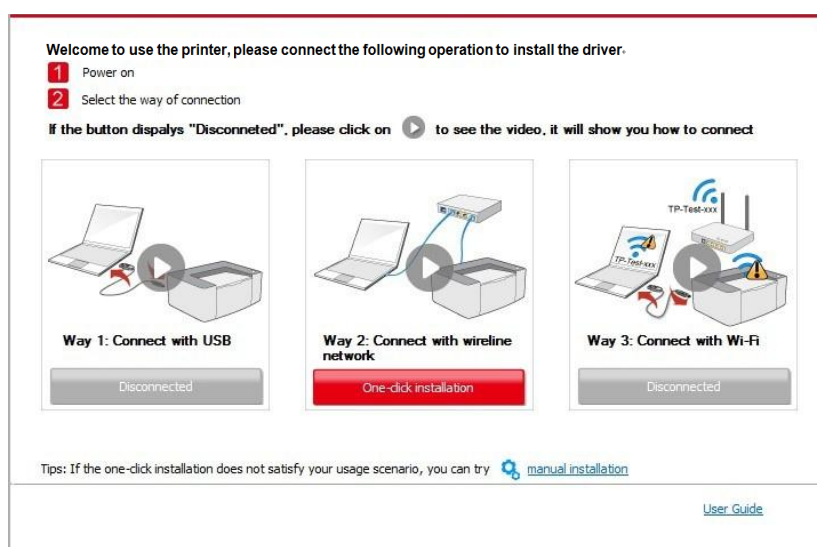 Welcome to use the printer, please connect the following operation to install the driver.
1 Power on
2 Select the way of connection
If the button dispalys "Disconneted", please click on to see the video, it will show you how to connect
TP-Test-xxx
TP-Test-xxx
Way 1: Connect with USB
Disconnected
Way 2: Connect with wireline
network
One-click installation
Way 3: Connect with Wi-Fi
Disconnected
Tips: If the one-click installation does not satisfy your usage scenario, you can try manual installation
User Guide